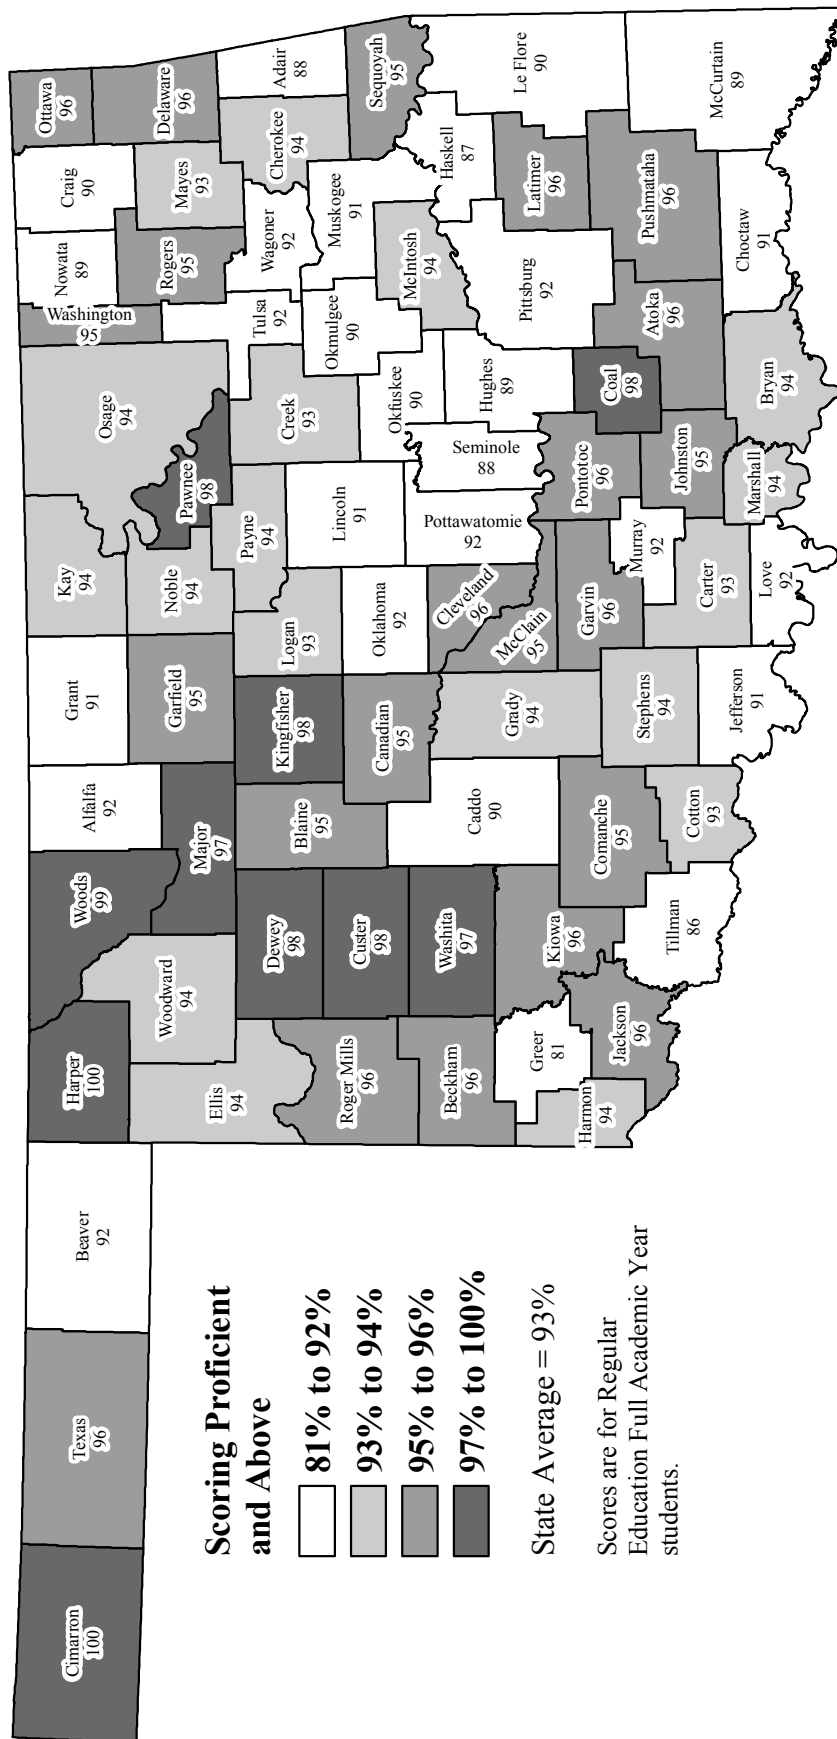 Cimarron
100
Texas
96
Beaver
92
Harper
100
Woods
99
Alfalfa
92
Grant
91
Kay
94
Osage
94
Washington
95
Nowata
89
Craig
90
Ottawa
96
Ellis
94
Woodward
94
Major
97
Garfield
95
Noble
94
Pawnee
98
Rogers
95
Mayes
93
Delaware
96
Roger Mills
96
Dewey
98
Blaine
95
Kingfisher
98
Logan
93
Payne
94
Creek
93
Tulsa
92
Wagoner
92
Cherokee
94
Adair
88
Beckham
96
Custer
98
Washita
97
Canadian
95
Oklahoma
92
Lincoln
91
Okfuskee
90
Okmulgee
90
Muskogee
91
McIntosh
94
Sequoyah
95
Haskell
87
Greer
81
Kiowa
96
Caddo
90
Grady
94
Cleveland
96
McClain
95
Pottawatomie
92
Seminole
88
Hughes
89
Pittsburg
92
Latimer
96
Le Flore
90
Harmon
94
Jackson
96
Tillman
86
Comanche
95
Cotton
93
Stephens
94
Garvin
96
Murray
92
Pontotoc
96
Coal
98
Johnston
95
Atoka
96
Pushmataha
96
McCurtain
89
Jefferson
91
Carter
93
Love
92
Marshall
94
Bryan
94
Choctaw
91
Scoring Proficient
and Above
81% to 92%
93% to 94%
95% to 96%
97% to 100%
State Average = 93%
Scores are for Regular
Education Full Academic Year
students.